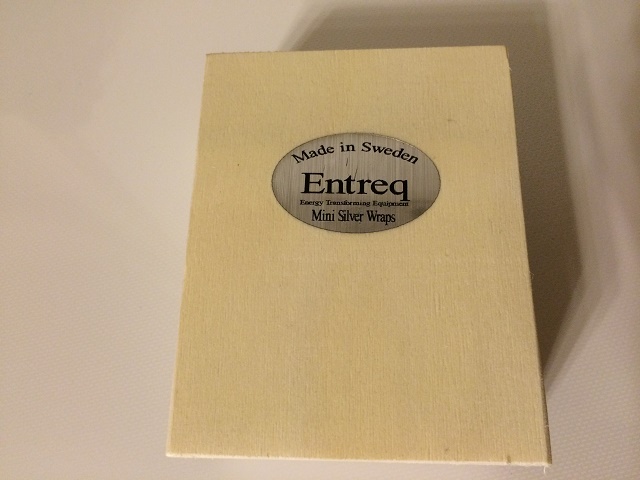 Made in Sweden
Entreq
Energy Transforming Equipment
Mini Silver Wraps